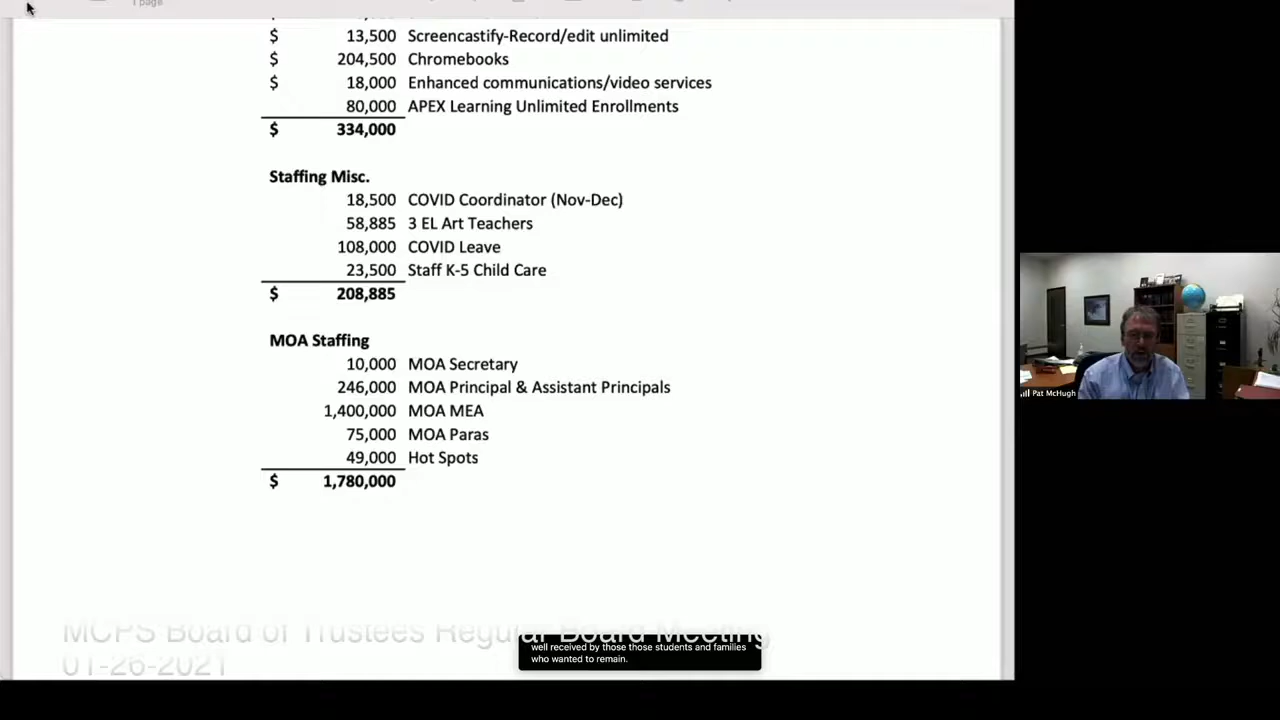 1 page
$ 13,500 Screencastify-Record/edit unlimited
$ 204,500 Chromebooks
$ 18,000 Enhanced communications/video services
80,000 APEX Learning Unlimited Enrollments
$ 334,000
Staffing Misc.
18,500 COVID Coordinator (Nov-Dec)
58,885 3 EL Art Teachers
108,000 COVID Leave
23,500 Staff K-5 Child Care
$ 208,885
MOA Staffing
10,000 MOA Secretary
246,000 MOA Principal & Assistant Principals
1,400,000 MOA MEA
75,000 MOA Paras
49,000 Hot Spots
$ 1,780,000
Pat McHugh
MCPS Board of Trustees Regular Board Meeting
01-26-2021
well received by those those students and families
who wanted to remain.